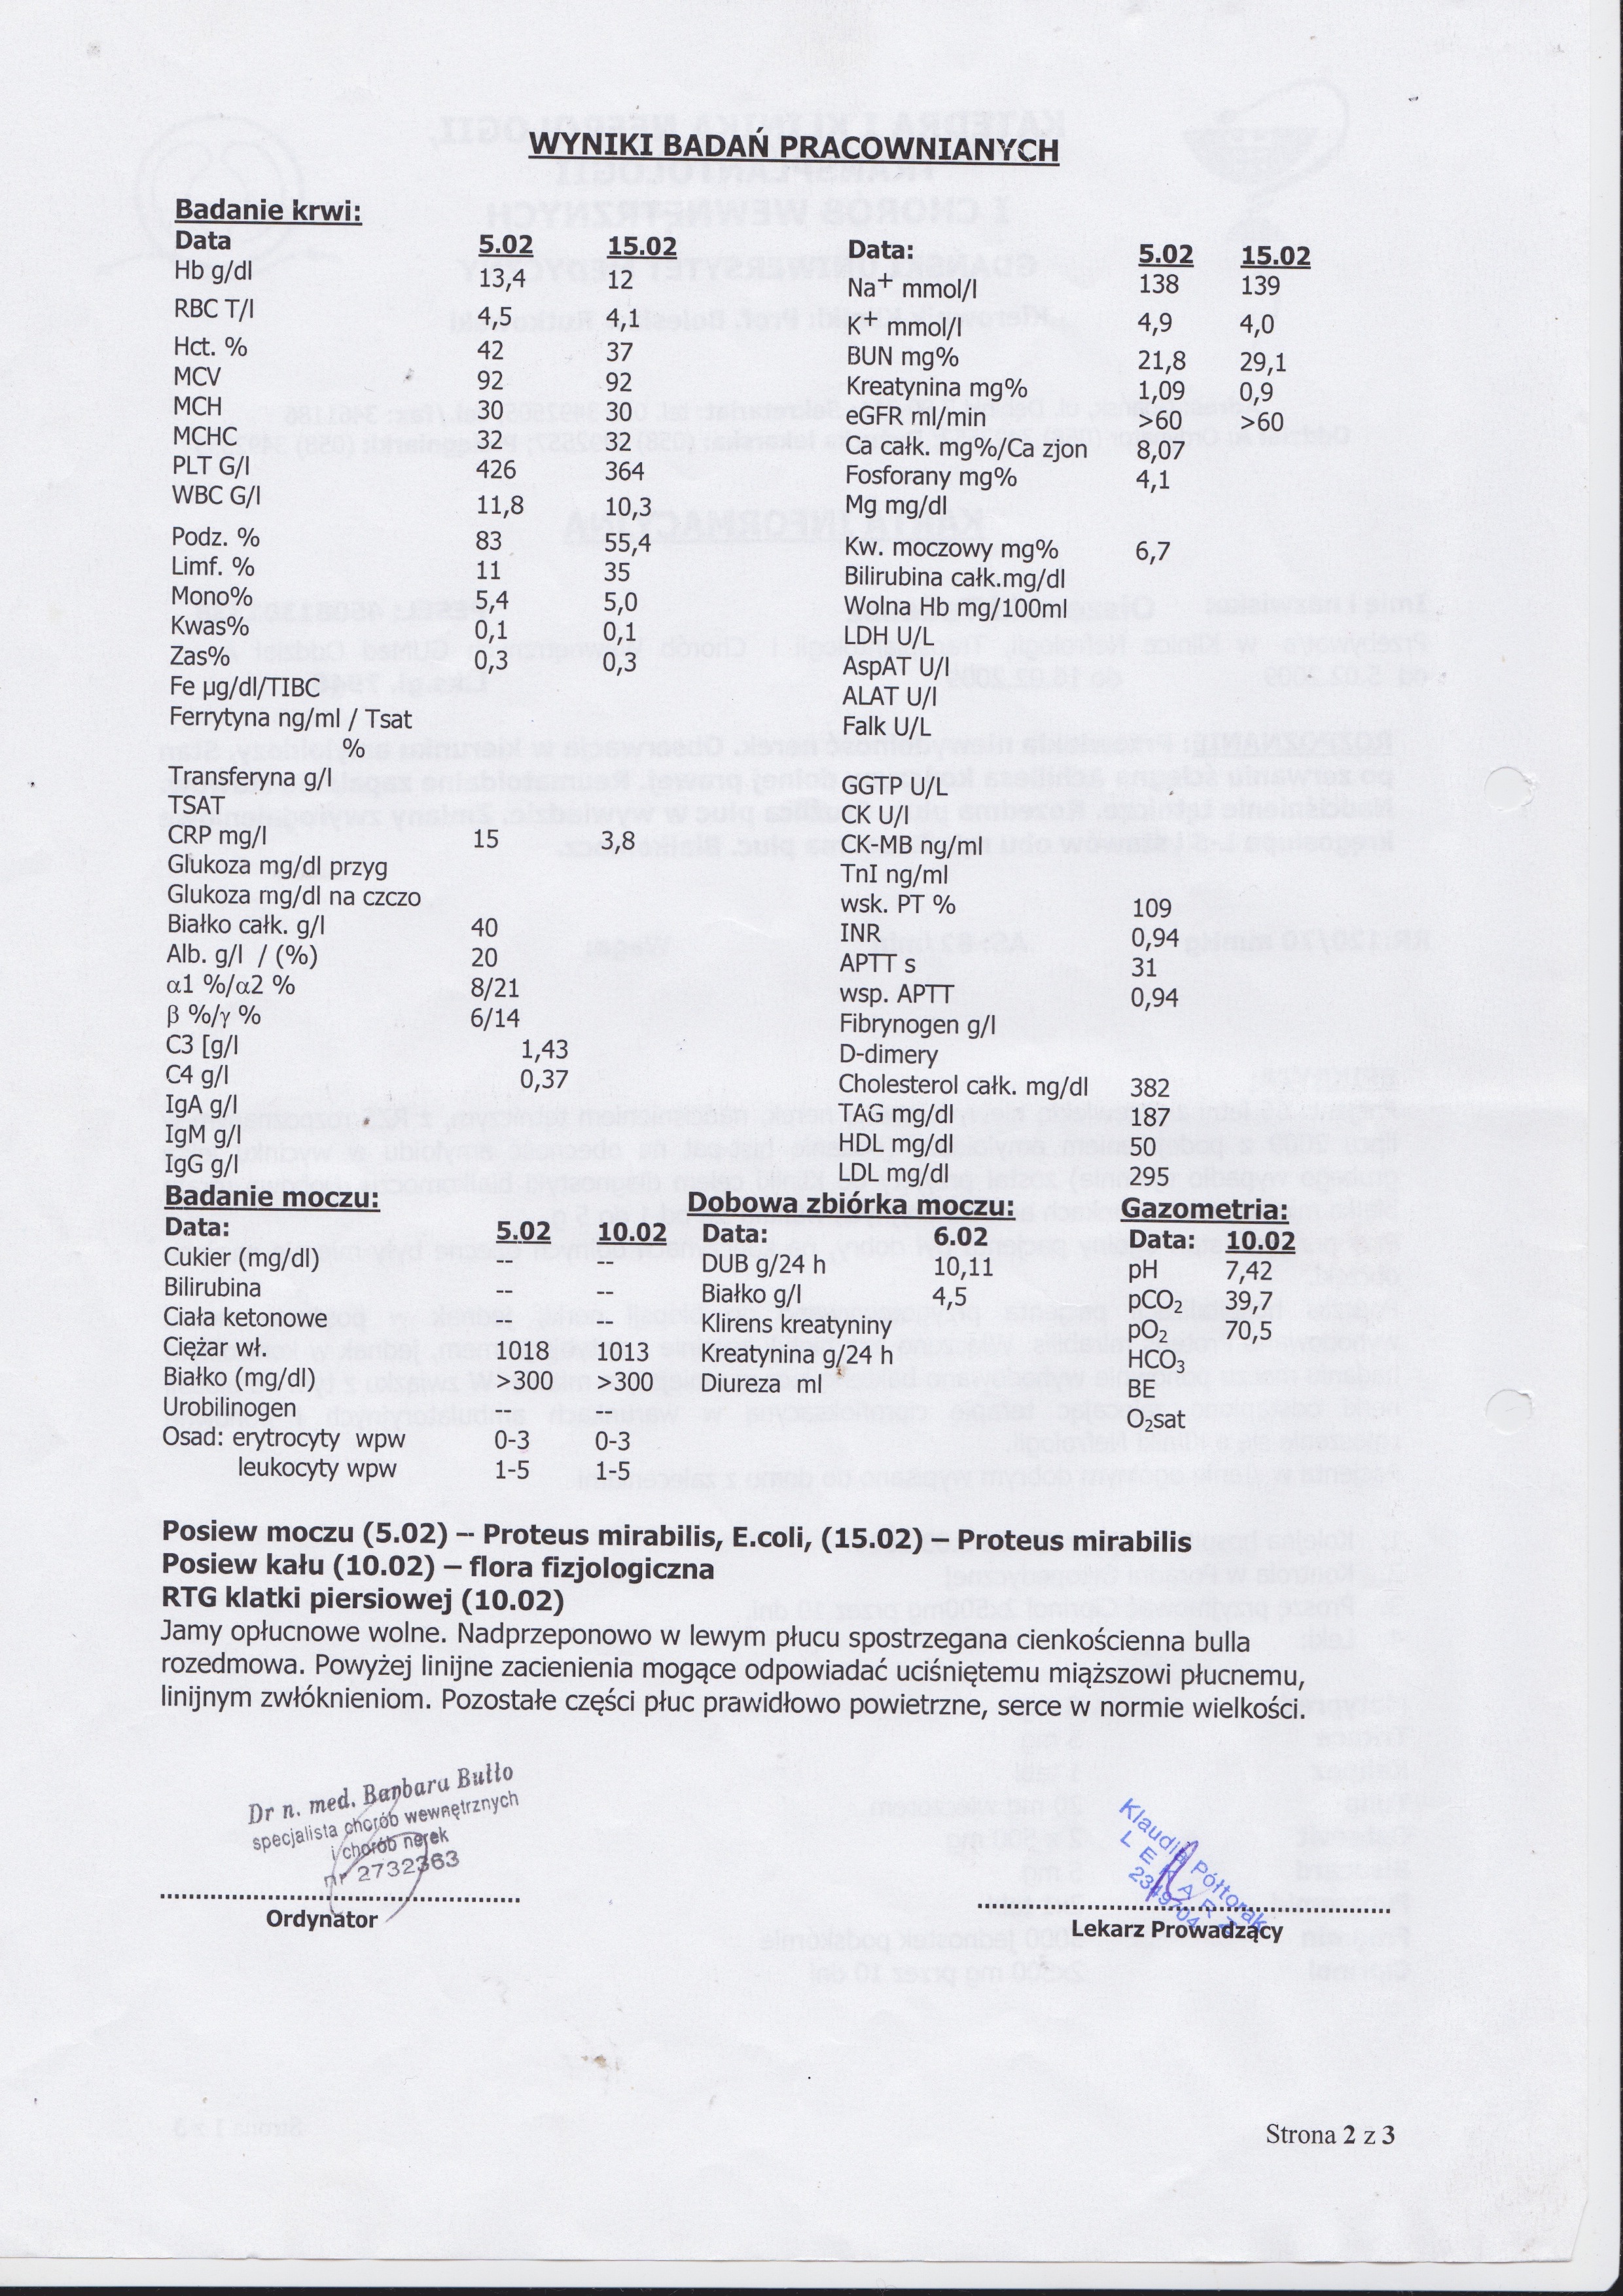 WYNIKI BADAŃ PRACOWNIANYCH
Badanie krwi:
Data 5.02 15.02
Hb g/dl 13,4 12
RBC T/l 4,5 4,1
Hct. % 42 37
MCV 92 92
MCH 30 30
MCHC 32 32
PLT G/l 426 364
WBC G/l 11,8 10,3
Podz. % 83 55,4
Limf. % 11 35
Mono% 5,4 5,0
Kwas% 0,1 0,1
Zas% 0,3 0,3
Fe µg/dl/TIBC
Ferrytyna ng/ml / Tsat
%
Transferyna g/l
TSAT
CRP mg/l 15 3,8
Glukoza mg/dl przyg
Glukoza mg/dl na czczo
Białko całk. g/l 40
Alb. g/l / (%) 20
α1 %/α2 % 8/21
β %/γ % 6/14
C3 [g/l 1,43
C4 g/l 0,37
IgA g/l
IgM g/l
IgG g/l
Data: 5.02 15.02
Na+ mmol/l 138 139
K+ mmol/l 4,9 4,0
BUN mg% 21,8 29,1
Kreatynina mg% 1,09 0,9
eGFR ml/min >60 >60
Ca całk. mg%/Ca zjon 8,07
Fosforany mg% 4,1
Mg mg/dl
Kw. moczowy mg% 6,7
Bilirubina całk.mg/dl
Wolna Hb mg/100ml
LDH U/L
AspAT U/l
ALAT U/l
Falk U/L
GGTP U/L
CK U/l
CK-MB ng/ml
TnI ng/ml
wsk. PT % 109
INR 0,94
APTT s 31
wsp. APTT 0,94
Fibrynogen g/l
D-dimery
Cholesterol całk. mg/dl 382
TAG mg/dl 187
HDL mg/dl 50
LDL mg/dl 295
Badanie moczu:
Data: 5.02 10.02
Cukier (mg/dl) -- --
Bilirubina -- --
Ciała ketonowe -- --
Ciężar wł. 1018 1013
Białko (mg/dl) >300 >300
Urobilinogen -- --
Osad: erytrocyty wpw 0-3 0-3
leukocyty wpw 1-5 1-5
Dobowa zbiórka moczu:
Data: 6.02
DUB g/24 h 10,11
Białko g/l 4,5
Klirens kreatyniny
Kreatynina g/24 h
Diureza ml
Gazometria:
Data: 10.02
pH 7,42
pCO2 39,7
pO2 70,5
HCO3
BE
O2sat
Posiew moczu (5.02) – Proteus mirabilis, E.coli, (15.02) – Proteus mirabilis
Posiew kału (10.02) – flora fizjologiczna
RTG klatki piersiowej (10.02)
Jamy opłucnowe wolne. Nadprzeponowo w lewym płucu spostrzegana cienkościenna bulla
rozedmowa. Powyżej linijne zacienienia mogące odpowiadać uciśniętemu miąższowi płucnemu,
linijnym zwłóknieniom. Pozostałe części płuc prawidłowo powietrzne, serce w normie wielkości.
Dr n. med. Barbara Bułło
specjalista chorób wewnętrznych
i chorób nerek
nr 2732363
Ordynator
Klaudia Półtorak
LEKARZ
Lekarz Prowadzący
Strona 2 z 3